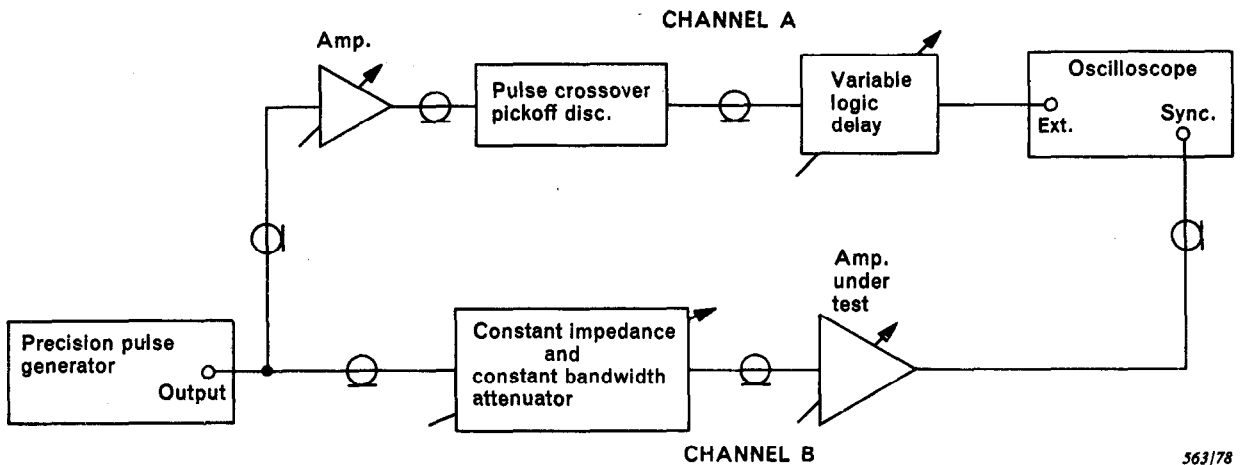 CHANNEL A
Amp.
Pulse crossover
pickoff disc.
Variable
logic
delay
Oscilloscope
Sync.
Ext.
Precision pulse
generator
Output
Constant impedance
and
constant bandwidth
attenuator
Amp.
under
test
CHANNEL B
563/78